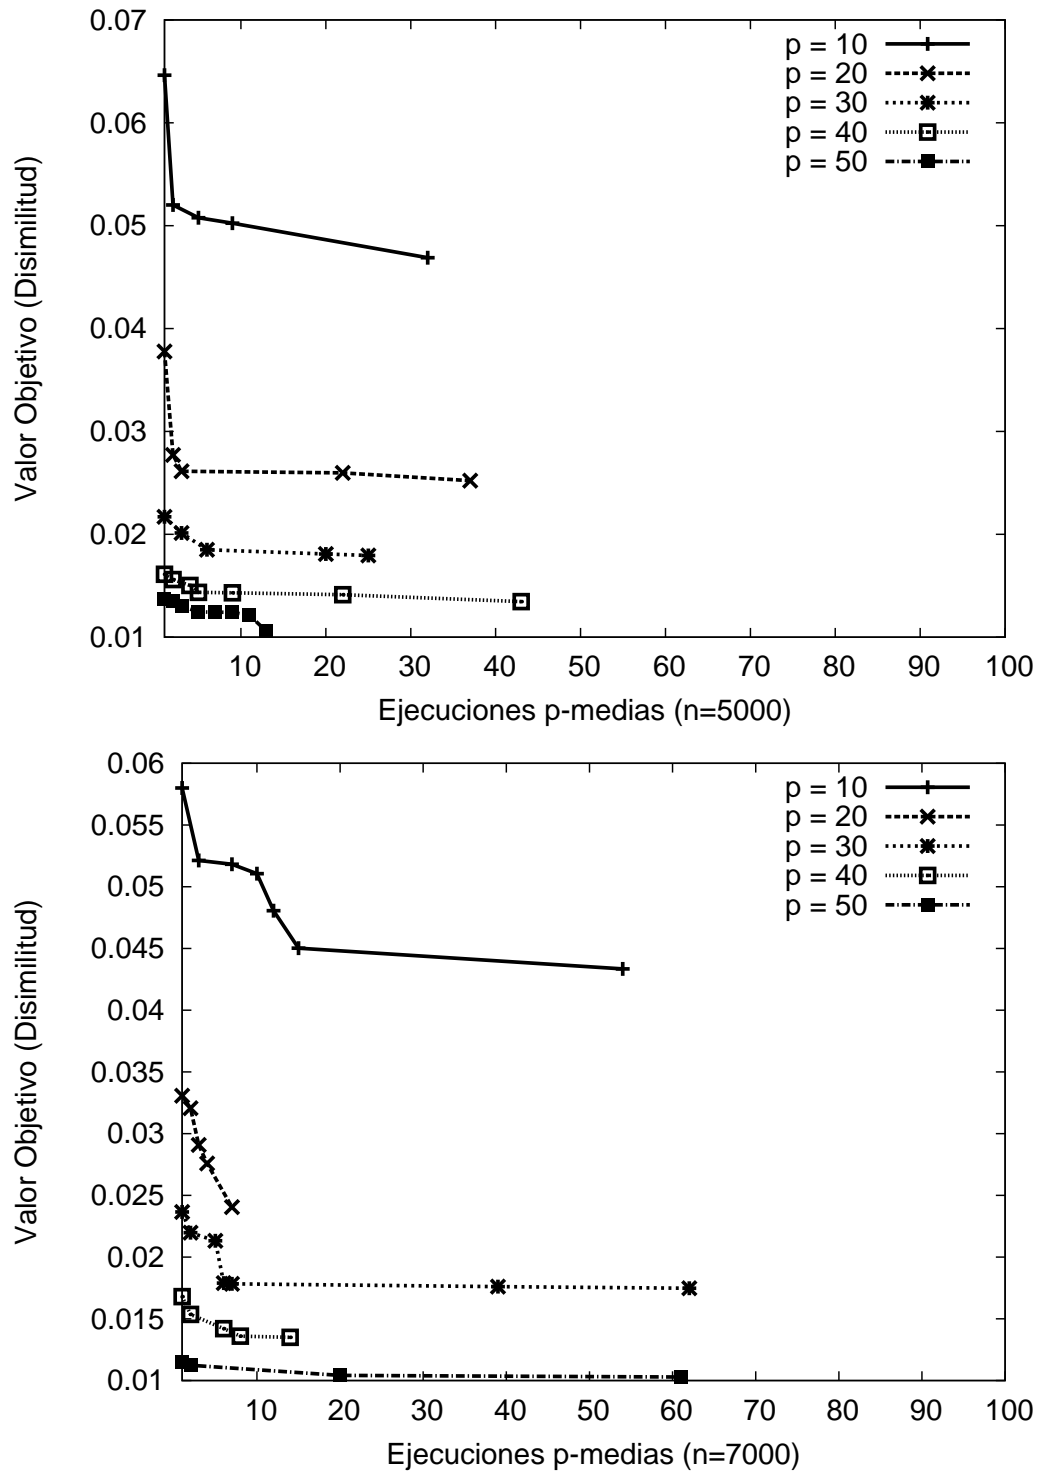 0.07
0.06
0.05
0.04
0.03
0.02
0.01
Valor Objetivo (Disimilitud)
p = 10
p = 20
p = 30
p = 40
p = 50
10 20 30 40 50 60 70 80 90 100
Ejecuciones p-medias (n=5000)
0.06
0.055
0.05
0.045
0.04
0.035
0.03
0.025
0.02
0.015
0.01
Valor Objetivo (Disimilitud)
p = 10
p = 20
p = 30
p = 40
p = 50
10 20 30 40 50 60 70 80 90 100
Ejecuciones p-medias (n=7000)